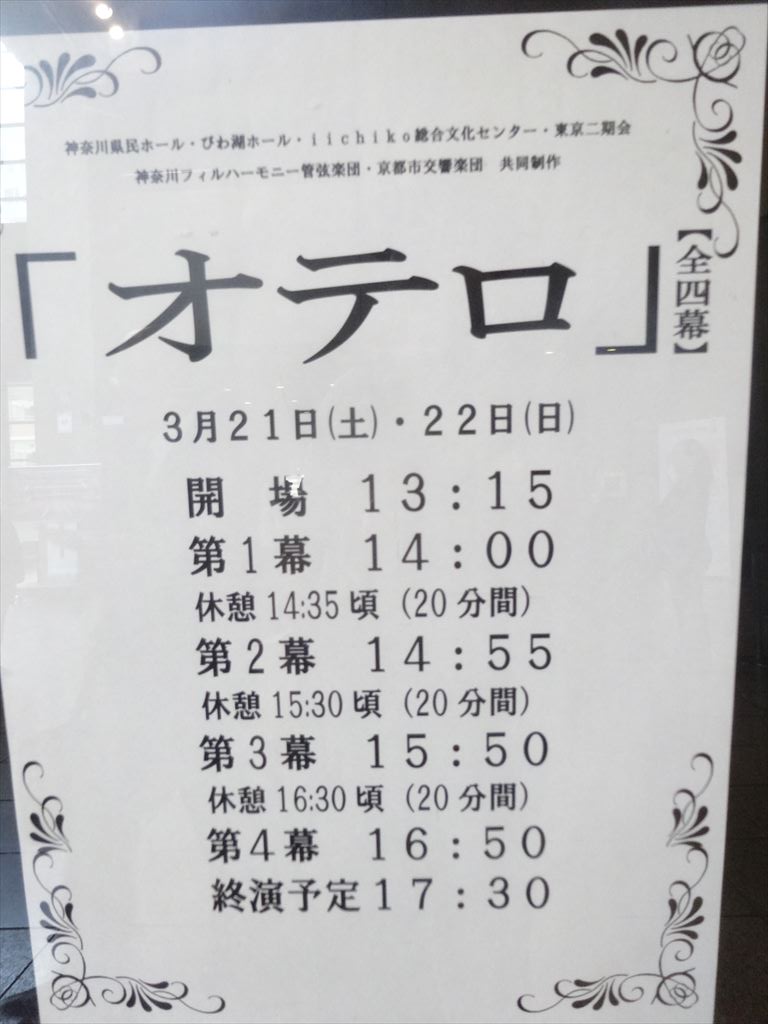 神奈川県民ホール・びわ湖ホール・ｉｉｃｈｉｋｏ総合文化センター・東京二期会
神奈川フィルハーモニー管弦楽団・京都市交響楽団　共同制作
「オテロ」【全四幕】
３月２１日(土)・２２日(日)
開　場　１３：１５
第１幕　１４：００
休憩 14:35 頃（20 分間）
第２幕　１４：５５
休憩 15:30 頃（20 分間）
第３幕　１５：５０
休憩 16:30 頃（20 分間）
第４幕　１６：５０
終演予定１７：３０